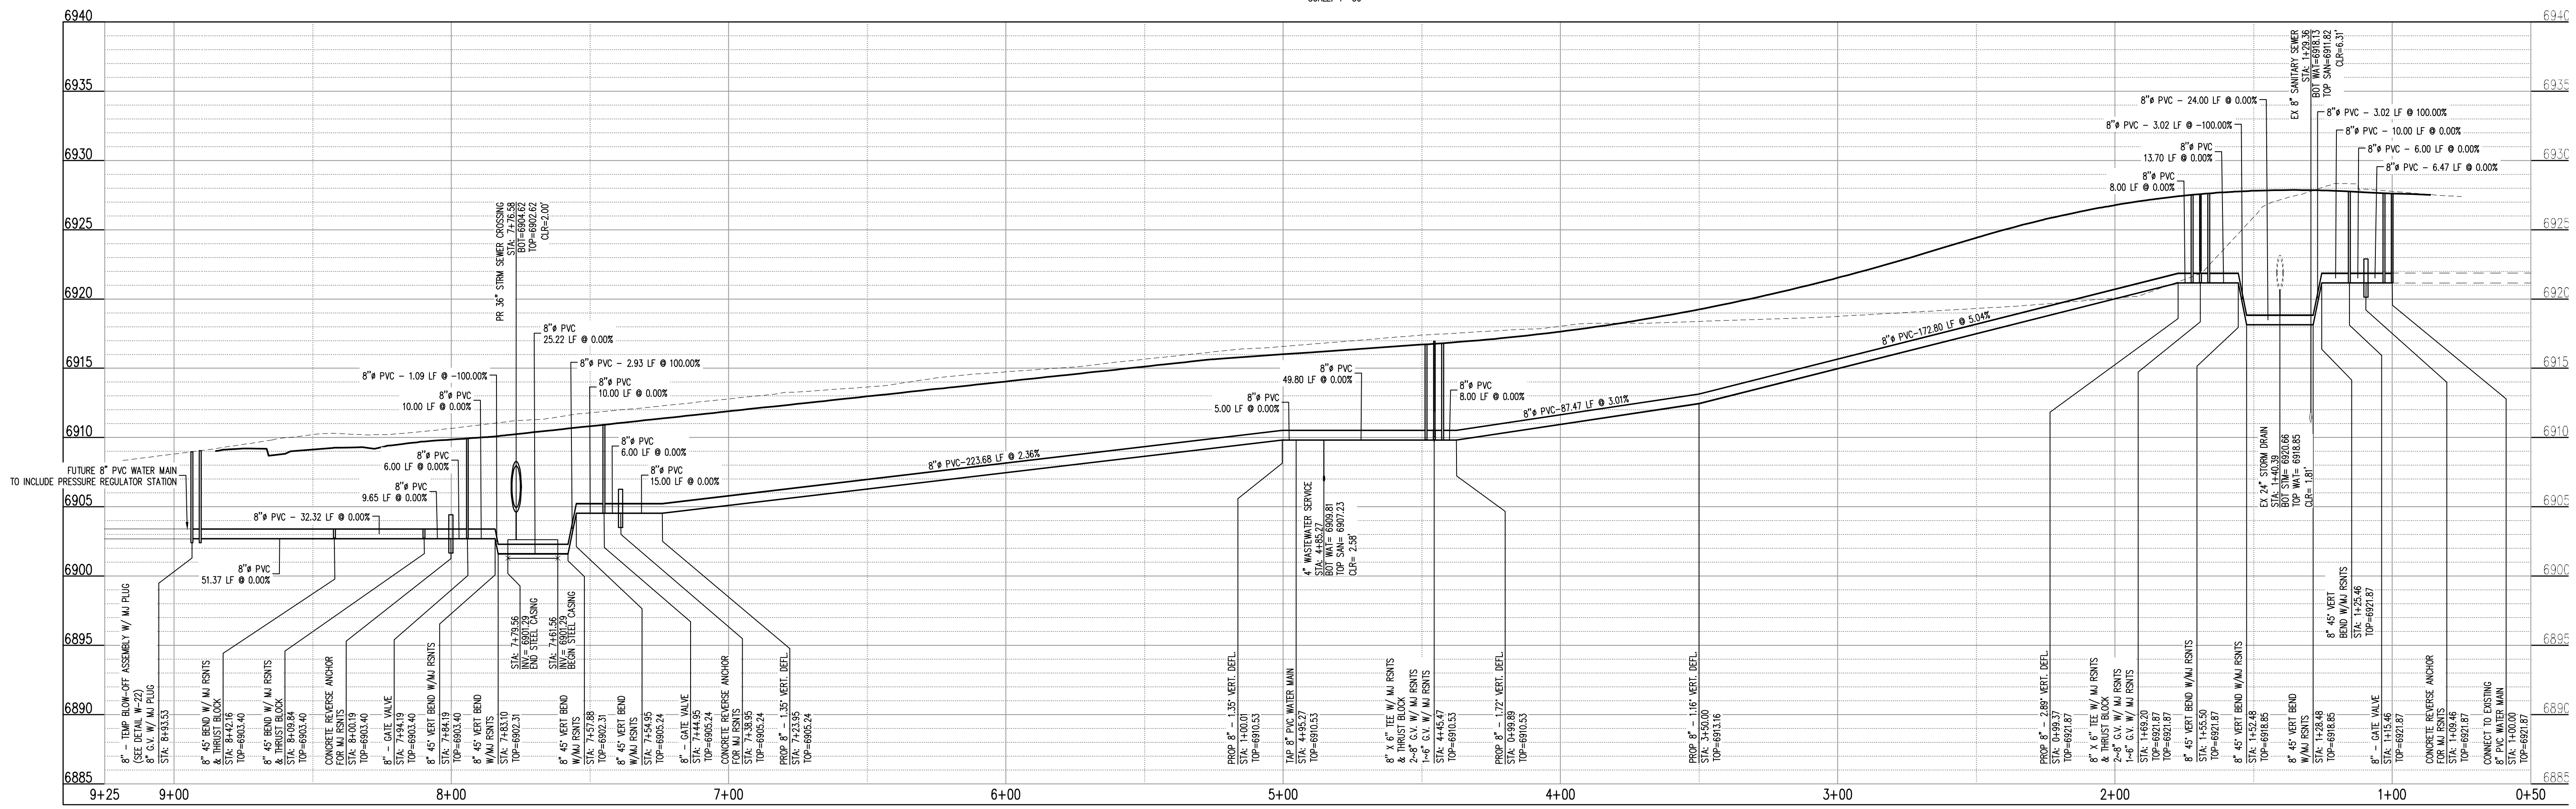 6940
6935
6930
6925
6920
6915
6910
6905
6900
6895
6890
6885
6940
6935
6930
6925
6920
6915
6910
6905
6900
6895
6890
6885
9+25
9+00
8+00
7+00
6+00
5+00
4+00
3+00
2+00
1+00
0+50
FUTURE 8" PVC WATER MAIN
TO INCLUDE PRESSURE REGULATOR STATION
8"ø PVC
51.37 LF @ 0.00%
8"ø PVC - 32.32 LF @ 0.00%
8"ø PVC
9.65 LF @ 0.00%
8"ø PVC
6.00 LF @ 0.00%
8"ø PVC
10.00 LF @ 0.00%
8"ø PVC - 1.09 LF @ -100.00%
PR 36" STRM SEWER CROSSING
STA: 7+76.58
BOT=6904.62
TOP=6902.62
CLR=2.00'
8"ø PVC
25.22 LF @ 0.00%
8"ø PVC - 2.93 LF @ 100.00%
8"ø PVC
10.00 LF @ 0.00%
8"ø PVC
6.00 LF @ 0.00%
8"ø PVC
15.00 LF @ 0.00%
8"ø PVC-223.68 LF @ 2.36%
8"ø PVC
5.00 LF @ 0.00%
8"ø PVC
49.80 LF @ 0.00%
8"ø PVC
8.00 LF @ 0.00%
8"ø PVC-87.47 LF @ 3.01%
8"ø PVC-172.80 LF @ 5.04%
8"ø PVC
8.00 LF @ 0.00%
8"ø PVC
13.70 LF @ 0.00%
8"ø PVC - 3.02 LF @ -100.00%
8"ø PVC - 24.00 LF @ 0.00%
EX 8" SANITARY SEWER
STA: 1+29.36
BOT WAT=6918.13
TOP SAN=6911.82
CLR=6.31'
8"ø PVC - 3.02 LF @ 100.00%
8"ø PVC - 10.00 LF @ 0.00%
8"ø PVC - 6.00 LF @ 0.00%
8"ø PVC - 6.47 LF @ 0.00%
8" - TEMP BLOW-OFF ASSEMBLY W/ MJ PLUG
(SEE DETAIL W-22)
8" G.V. W/ MJ PLUG
STA: 8+93.53
8" 45° BEND W/ MJ RSNTS
& THRUST BLOCK
STA: 8+42.16
TOP=6903.40
8" 45° BEND W/ MJ RSNTS
& THRUST BLOCK
STA: 8+09.84
TOP=6903.40
CONCRETE REVERSE ANCHOR
FOR MJ RSNTS
STA: 8+00.19
TOP=6903.40
8" - GATE VALVE
STA: 7+94.19
TOP=6903.40
8" 45° VERT BEND W/MJ RSNTS
STA: 7+84.19
TOP=6903.40
8" 45° VERT BEND
W/MJ RSNTS
STA: 7+83.10
TOP=6902.31
STA: 7+79.56
INV.= 6901.29
END STEEL CASING
STA: 7+61.56
INV.= 6901.29
BEGIN STEEL CASING
8" 45° VERT BEND
W/MJ RSNTS
STA: 7+57.88
TOP=6902.31
8" 45° VERT BEND
W/MJ RSNTS
STA: 7+54.95
TOP=6905.24
8" - GATE VALVE
STA: 7+44.95
TOP=6905.24
CONCRETE REVERSE ANCHOR
FOR MJ RSNTS
STA: 7+38.95
TOP=6905.24
PROP 8" - 1.35° VERT. DEFL.
STA: 7+23.95
TOP=6905.24
PROP 8" - 1.35° VERT. DEFL.
STA: 5+00.01
TOP=6910.53
TAP 8" PVC WATER MAIN
STA: 4+95.27
TOP=6910.53
4" WASTEWATER SERVICE
STA: 4+85.27
BOT WAT= 6909.81
TOP SAN= 6907.23
CLR= 2.58'
8" X 6" TEE W/ MJ RSNTS
& THRUST BLOCK
2-8" G.V. W/ MJ RSNTS
1-6" G.V. W/ MJ RSNTS
STA: 4+45.47
TOP=6910.53
PROP 8" - 1.72° VERT. DEFL.
STA: 0+99.89
TOP=6910.53
PROP 8" - 1.16° VERT. DEFL.
STA: 3+50.00
TOP=6913.16
PROP 8" - 2.89° VERT. DEFL.
STA: 0+99.37
TOP=6921.87
8" X 6" TEE W/ MJ RSNTS
& THRUST BLOCK
2-8" G.V. W/ MJ RSNTS
1-6" G.V. W/ MJ RSNTS
STA: 1+69.20
TOP=6921.87
TOP=6921.87
8" 45° VERT BEND W/MJ RSNTS
STA: 1+55.50
TOP=6921.87
8" 45° VERT BEND W/MJ RSNTS
STA: 1+52.48
TOP=6918.85
EX 24" STORM DRAIN
STA: 1+40.39
BOT STM= 6920.66
TOP WAT= 6918.85
CLR= 1.81'
8" 45° VERT BEND
W/MJ RSNTS
STA: 1+28.48
TOP=6918.85
8" 45° VERT
BEND W/MJ RSNTS
STA: 1+25.46
TOP=6921.87
8" - GATE VALVE
STA: 1+15.46
TOP=6921.87
CONCRETE REVERSE ANCHOR
FOR MJ RSNTS
STA: 1+09.46
TOP=6921.87
CONNECT TO EXISTING
8" PVC WATER MAIN
STA: 1+00.00
TOP=6921.87